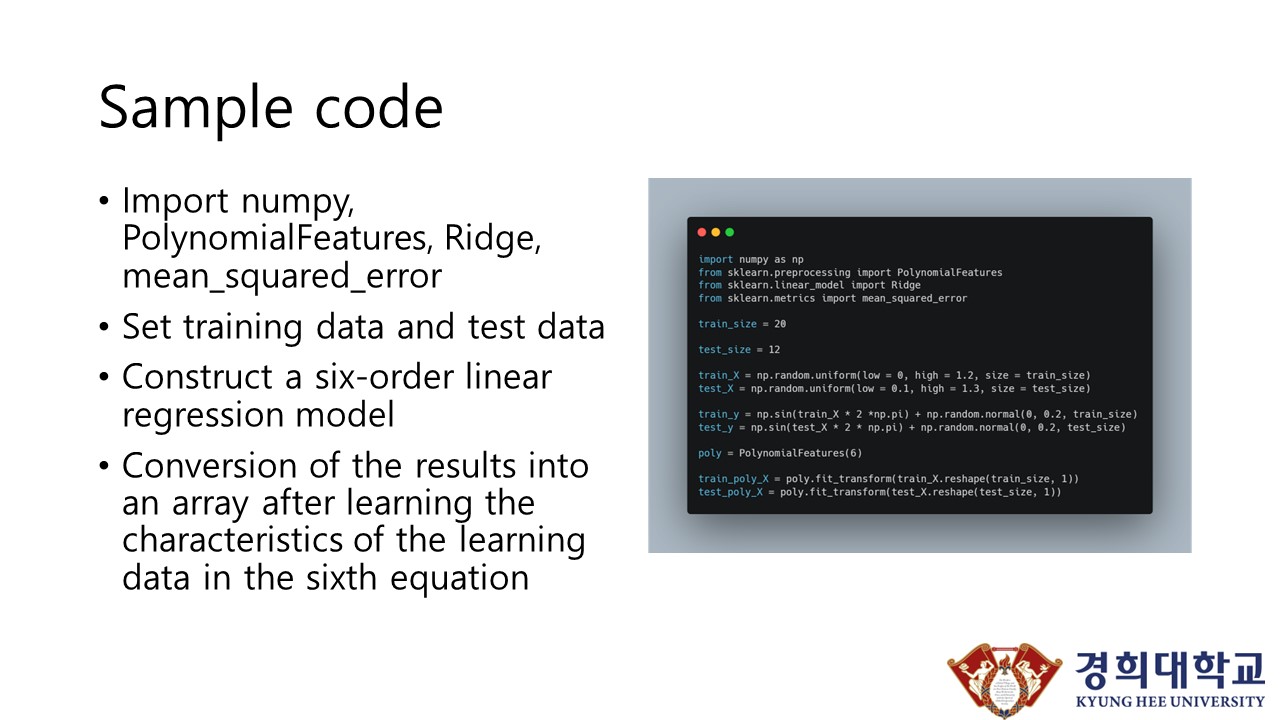 Sample code
• Import numpy,
PolynomialFeatures, Ridge,
mean_squared_error
• Set training data and test data
• Construct a six-order linear
regression model
• Conversion of the results into
an array after learning the
characteristics of the learning
data in the sixth equation
import numpy as np
from sklearn.preprocessing import PolynomialFeatures
from sklearn.linear_model import Ridge
from sklearn.metrics import mean_squared_error
train_size = 20
test_size = 12
train_X = np.random.uniform(low = 0, high = 1.2, size = train_size)
test_X = np.random.uniform(low = 0.1, high = 1.3, size = test_size)
train_y = np.sin(train_X * 2 *np.pi) + np.random.normal(0, 0.2, train_size)
test_y = np.sin(test_X * 2 * np.pi) + np.random.normal(0, 0.2, test_size)
poly = PolynomialFeatures(6)
train_poly_X = poly.fit_transform(train_X.reshape(train_size, 1))
test_poly_X = poly.fit_transform(test_X.reshape(test_size, 1))
경희대학교
KYUNG HEE UNIVERSITY